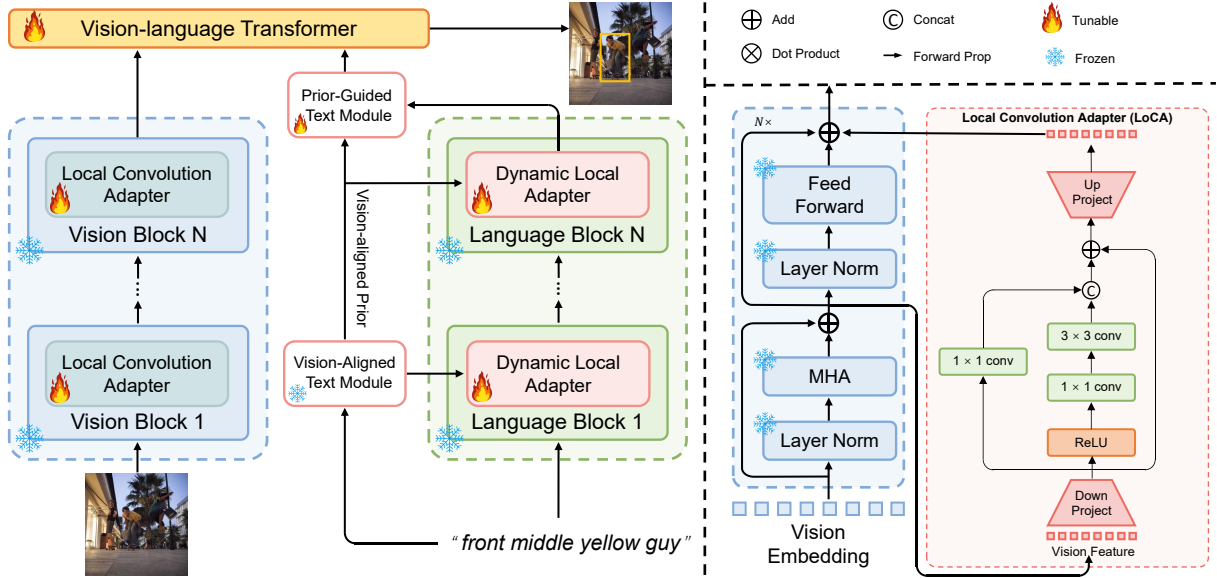 Vision-language Transformer
Prior-Guided
Text Module
Local Convolution
Adapter
Vision Block N
Local Convolution
Adapter
Vision Block 1
Vision-aligned Prior
Vision-Aligned
Text Module
Dynamic Local
Adapter
Language Block N
Dynamic Local
Adapter
Language Block 1
“ front middle yellow guy ”
Add
C
Concat
Tunable
Dot Product
Forward Prop
Frozen
N×
Feed
Forward
Layer Norm
MHA
Layer Norm
Vision
Embedding
Local Convolution Adapter (LoCA)
Up
Project
C
3 × 3 conv
1 × 1 conv
1 × 1 conv
ReLU
Down
Project
Vision Feature